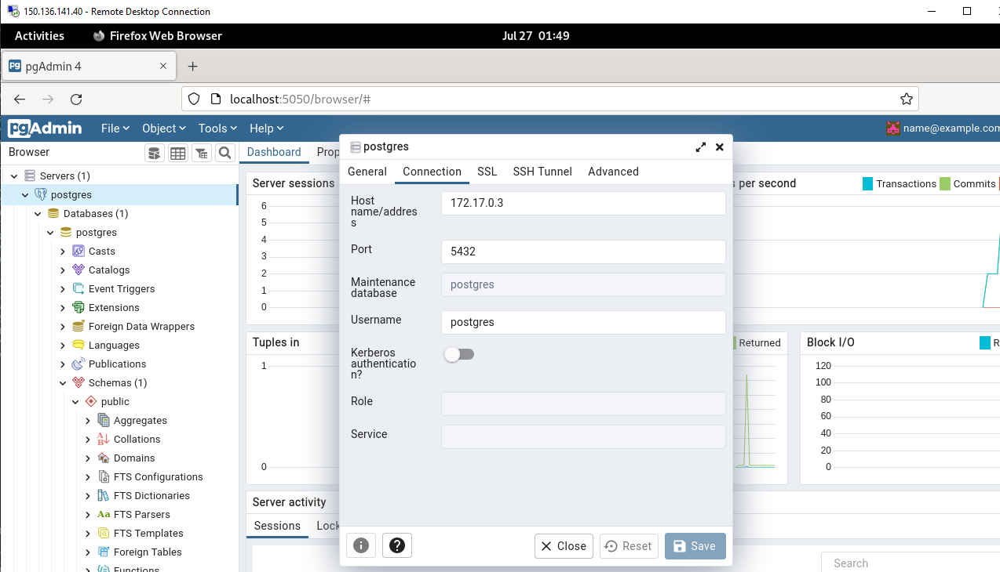 150.136.141.40 - Remote Desktop Connection
Activities Firefox Web Browser Jul 27 01:49
pgAdmin 4
localhost:5050/browser/#
pgAdmin File Object Tools Help name@example.com
Browser Dashboard Prop
Servers (1)
postgres
Databases (1)
postgres
Casts
Catalogs
Event Triggers
Extensions
Foreign Data Wrappers
Languages
Publications
Schemas (1)
public
Aggregates
Collations
Domains
FTS Configurations
FTS Dictionaries
FTS Parsers
FTS Templates
Foreign Tables
Functions
Server sessions
6
5
4
3
2
1
0
Tuples in
1
0
Server activity
Sessions Lock
postgres
General Connection SSL SSH Tunnel Advanced
Host name/addres
s
172.17.0.3
Port 5432
Maintenance
database
postgres
Username postgres
Kerberos
authenticatio
n?
Role
Service
Close Reset Save
s per second Transactions Commits
Returned
Block I/O R
120
100
80
60
40
20
0
Search